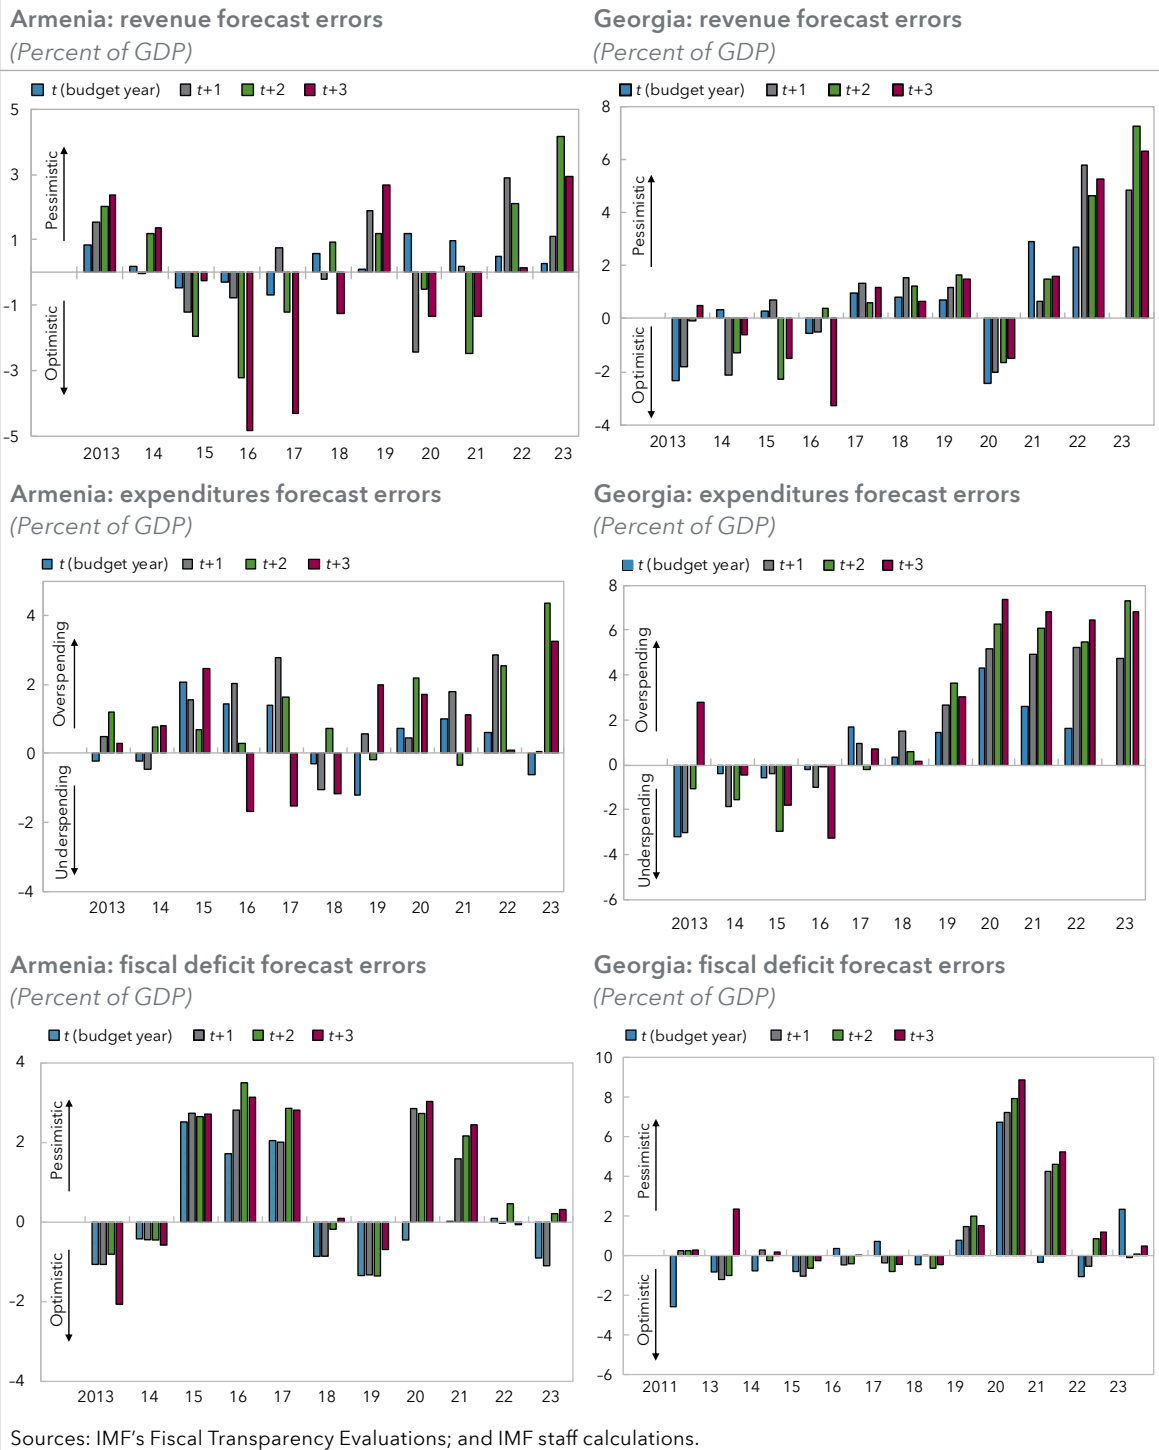 Armenia: revenue forecast errors
(Percent of GDP)
t (budget year) t+1 t+2 t+3
5
3
1
–1
–3
–5
Pessimistic
Optimistic
2013 14 15 16 17 18 19 20 21 22 23
Georgia: revenue forecast errors
(Percent of GDP)
t (budget year) t+1 t+2 t+3
8
6
4
2
0
–2
–4
Pessimistic
Optimistic
2013 14 15 16 17 18 19 20 21 22 23
Armenia: expenditures forecast errors
(Percent of GDP)
t (budget year) t+1 t+2 t+3
4
2
0
–2
–4
Overspending
Underspending
2013 14 15 16 17 18 19 20 21 22 23
Georgia: expenditures forecast errors
(Percent of GDP)
t (budget year) t+1 t+2 t+3
8
6
4
2
0
–2
–4
-6
Overspending
Underspending
2013 14 15 16 17 18 19 20 21 22 23
Armenia: fiscal deficit forecast errors
(Percent of GDP)
t (budget year) t+1 t+2 t+3
4
2
0
–2
–4
Pessimistic
Optimistic
2013 14 15 16 17 18 19 20 21 22 23
Georgia: fiscal deficit forecast errors
(Percent of GDP)
t (budget year) t+1 t+2 t+3
10
8
6
4
2
0
–2
–4
–6
Pessimistic
Optimistic
2011 13 14 15 16 17 18 19 20 21 22 23
Sources: IMF's Fiscal Transparency Evaluations; and IMF staff calculations.